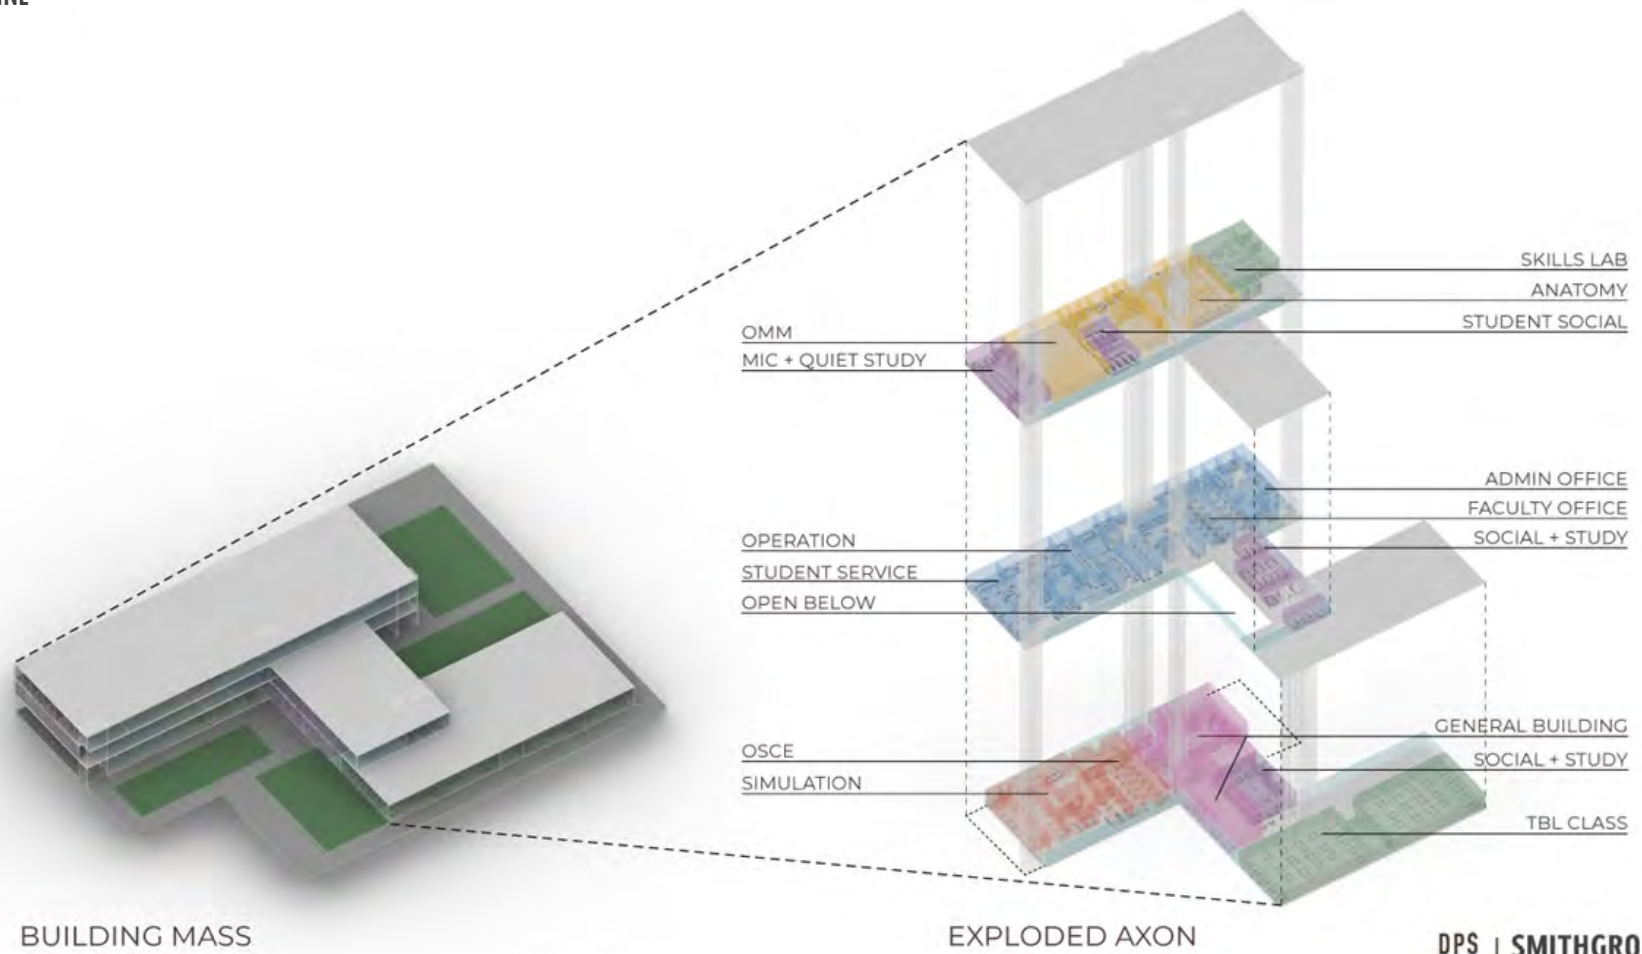 OMM
MIC + QUIET STUDY
SKILLS LAB
ANATOMY
STUDENT SOCIAL
OPERATION
STUDENT SERVICE
OPEN BELOW
ADMIN OFFICE
FACULTY OFFICE
SOCIAL + STUDY
OSCE
SIMULATION
GENERAL BUILDING
SOCIAL + STUDY
TBL CLASS
BUILDING MASS
EXPLODED AXON
DPS | SMITHGRO